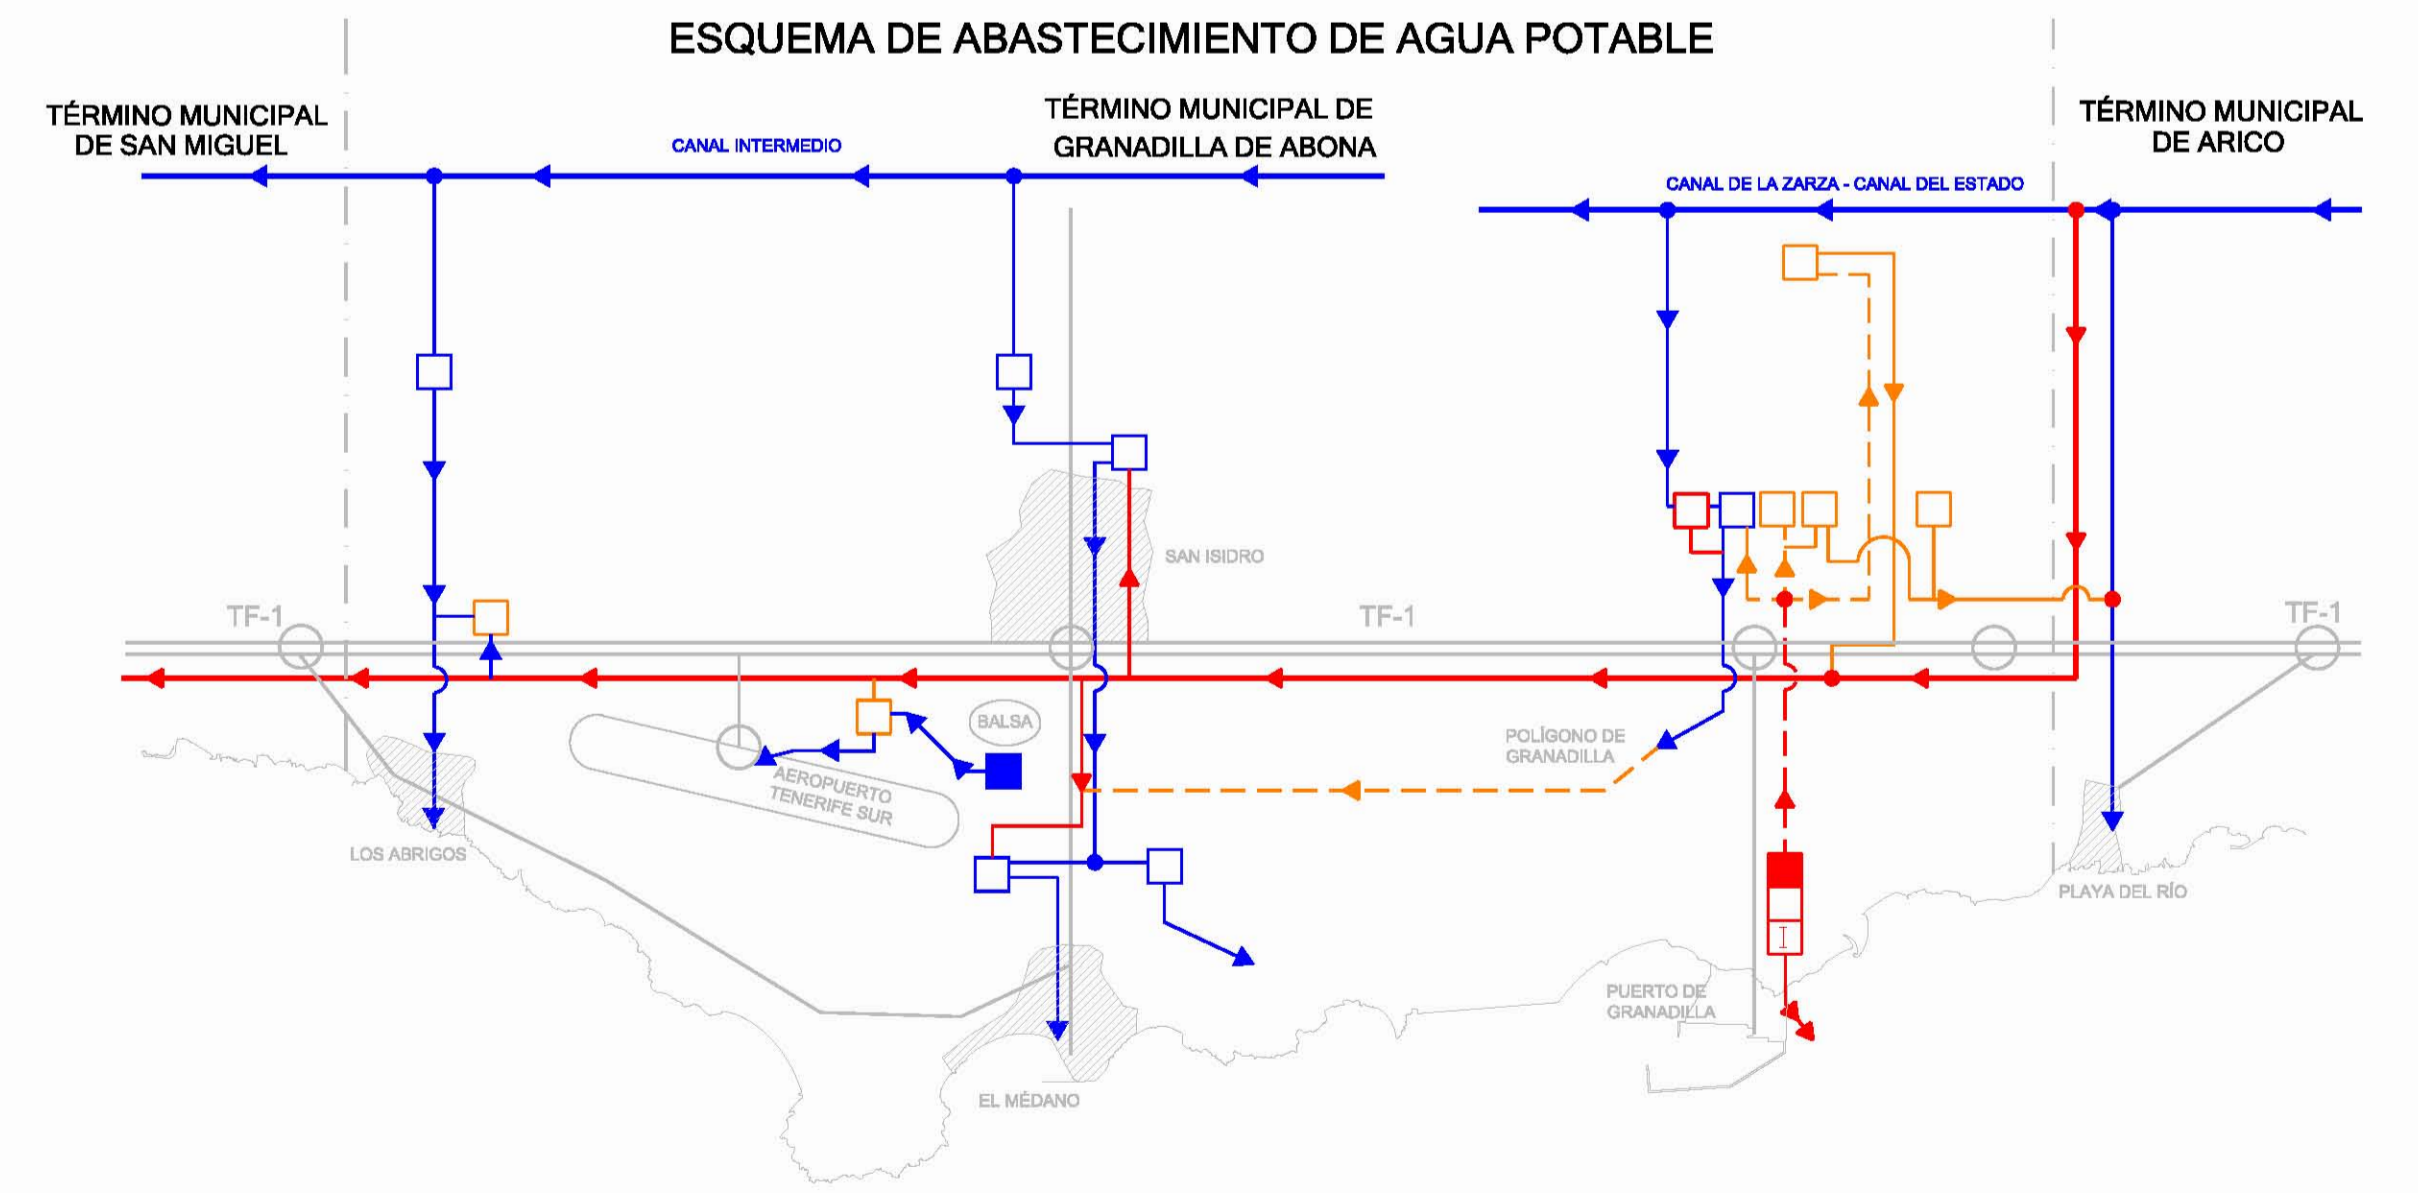 ESQUEMA DE ABASTECIMIENTO DE AGUA POTABLE
TÉRMINO MUNICIPAL
DE SAN MIGUEL
CANAL INTERMEDIO
TÉRMINO MUNICIPAL DE
GRANADILLA DE ABONA
TÉRMINO MUNICIPAL
DE ARICO
CANAL DE LA ZARZA - CANAL DEL ESTADO
SAN ISIDRO
TF-1
TF-1
TF-1
BALSA
POLÍGONO DE
GRANADILLA
AEROPUERTO
TENERIFE SUR
LOS ABRIGOS
PLAYA DEL RÍO
PUERTO DE
GRANADILLA
EL MÉDANO